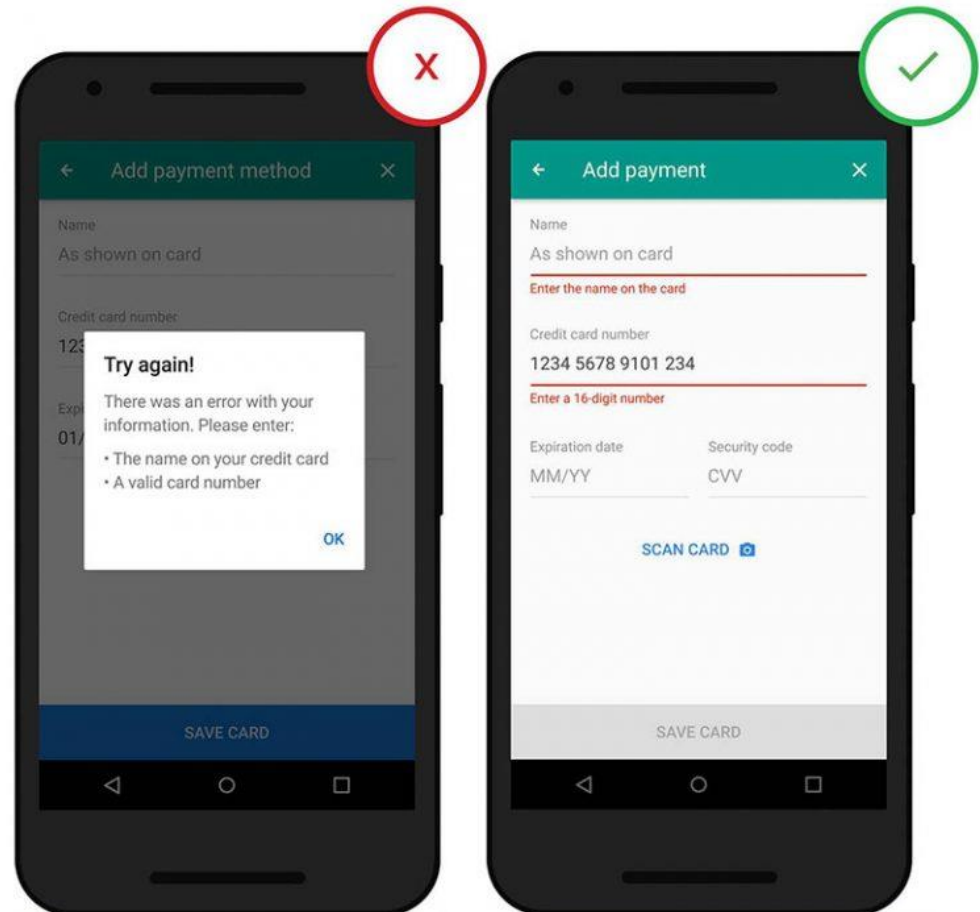 X
Add payment method
Name
As shown on card
Credit card number
123
Try again!
There was an error with your
information. Please enter:
• The name on your credit card
• A valid card number
OK
Expi
01/
SAVE CARD
Add payment
Name
As shown on card
Enter the name on the card
Credit card number
1234 5678 9101 234
Enter a 16-digit number
Expiration date Security code
MM/YY CVV
SCAN CARD
SAVE CARD